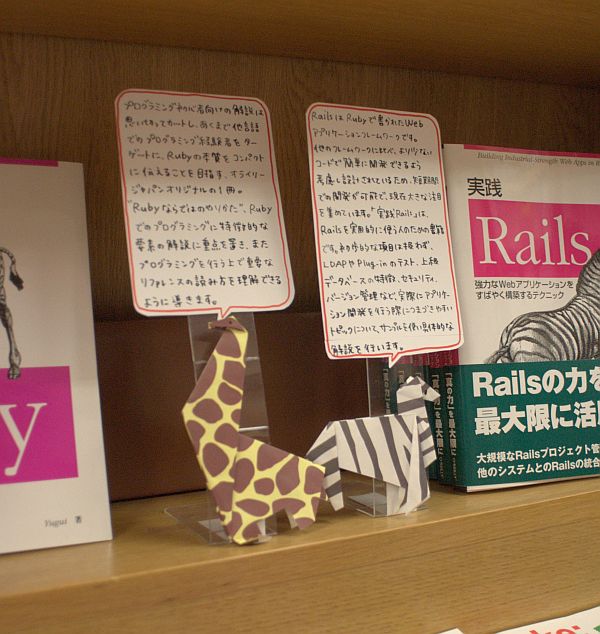 プログラミング初心者向けの解説は
思い切ってカットし、あくまで他言語
でのプログラミング経験者をター
ゲットに、Rubyの本質をコンパクト
に伝えることを目指す、オライリー
ジャパンオリジナルの1冊。
"Rubyならではのやりかた"、Ruby
でのプログラミングに特徴的な
要素の解説に重点を置き、また
プログラミングを行う上で重要な
リファレンスの読み方を理解できる
ように導きます。
RailsはRubyで書かれたWeb
アプリケーションフレームワークです。
他のフレームワークに比べ、より少ない
コードで簡単に開発できるよう
考慮し設計されているため、短期間
での開発が可能で、現在大きな注目
を集めています。「実践Rails」は、
Railsを実用的に使う人のための書籍
です。初歩的な項目は扱わず、
LDAPやPlug-inのテスト、上級
データベースの特徴、セキュリティ、
バージョン管理など、実際にアプリケー
ション開発を行う際につまづきやすい
トピックについて、サンプルを使い具体的な
解説を行います。
y
Yugui 著
Building Industrial-Strength Web Apps in R
実践
Rails
強力なWebアプリケーションを
すばやく構築するテクニック
Railsの力を
最大限に活
大規模なRailsプロジェクト管
他のシステムとのRailsの統合